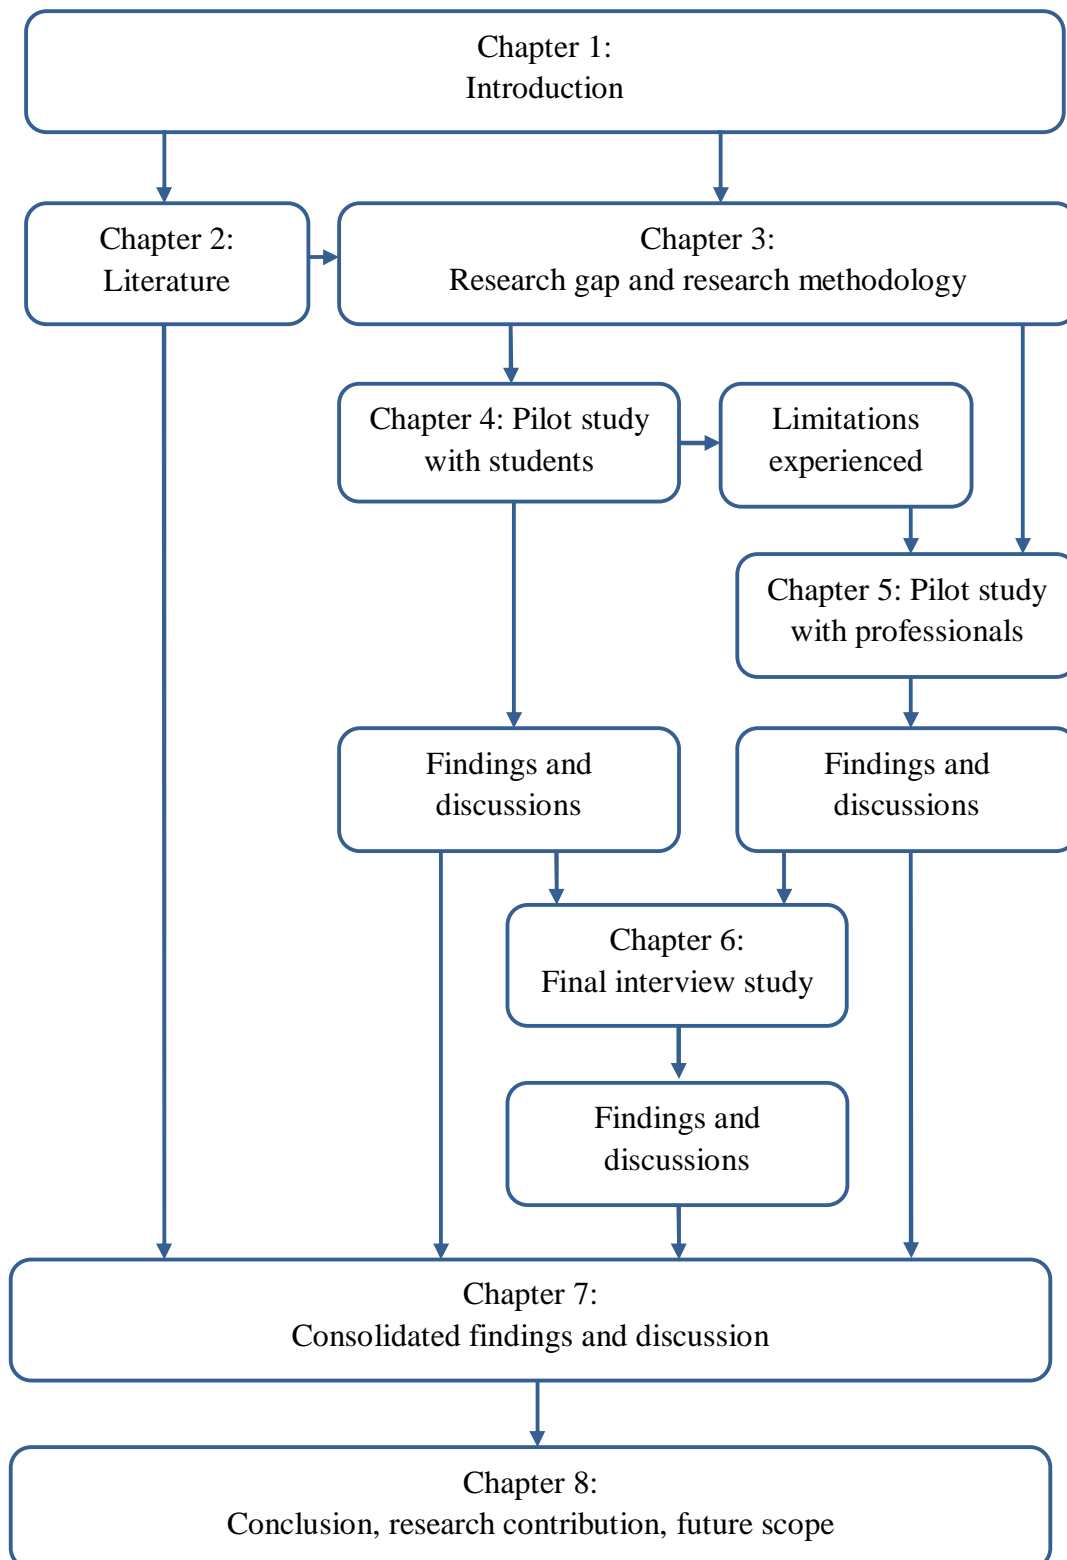 Chapter 1:
Introduction
Chapter 2:
Literature
Chapter 3:
Research gap and research methodology
Chapter 4: Pilot study
with students
Limitations
experienced
Chapter 5: Pilot study
with professionals
Findings and
discussions
Findings and
discussions
Chapter 6:
Final interview study
Findings and
discussions
Chapter 7:
Consolidated findings and discussion
Chapter 8:
Conclusion, research contribution, future scope